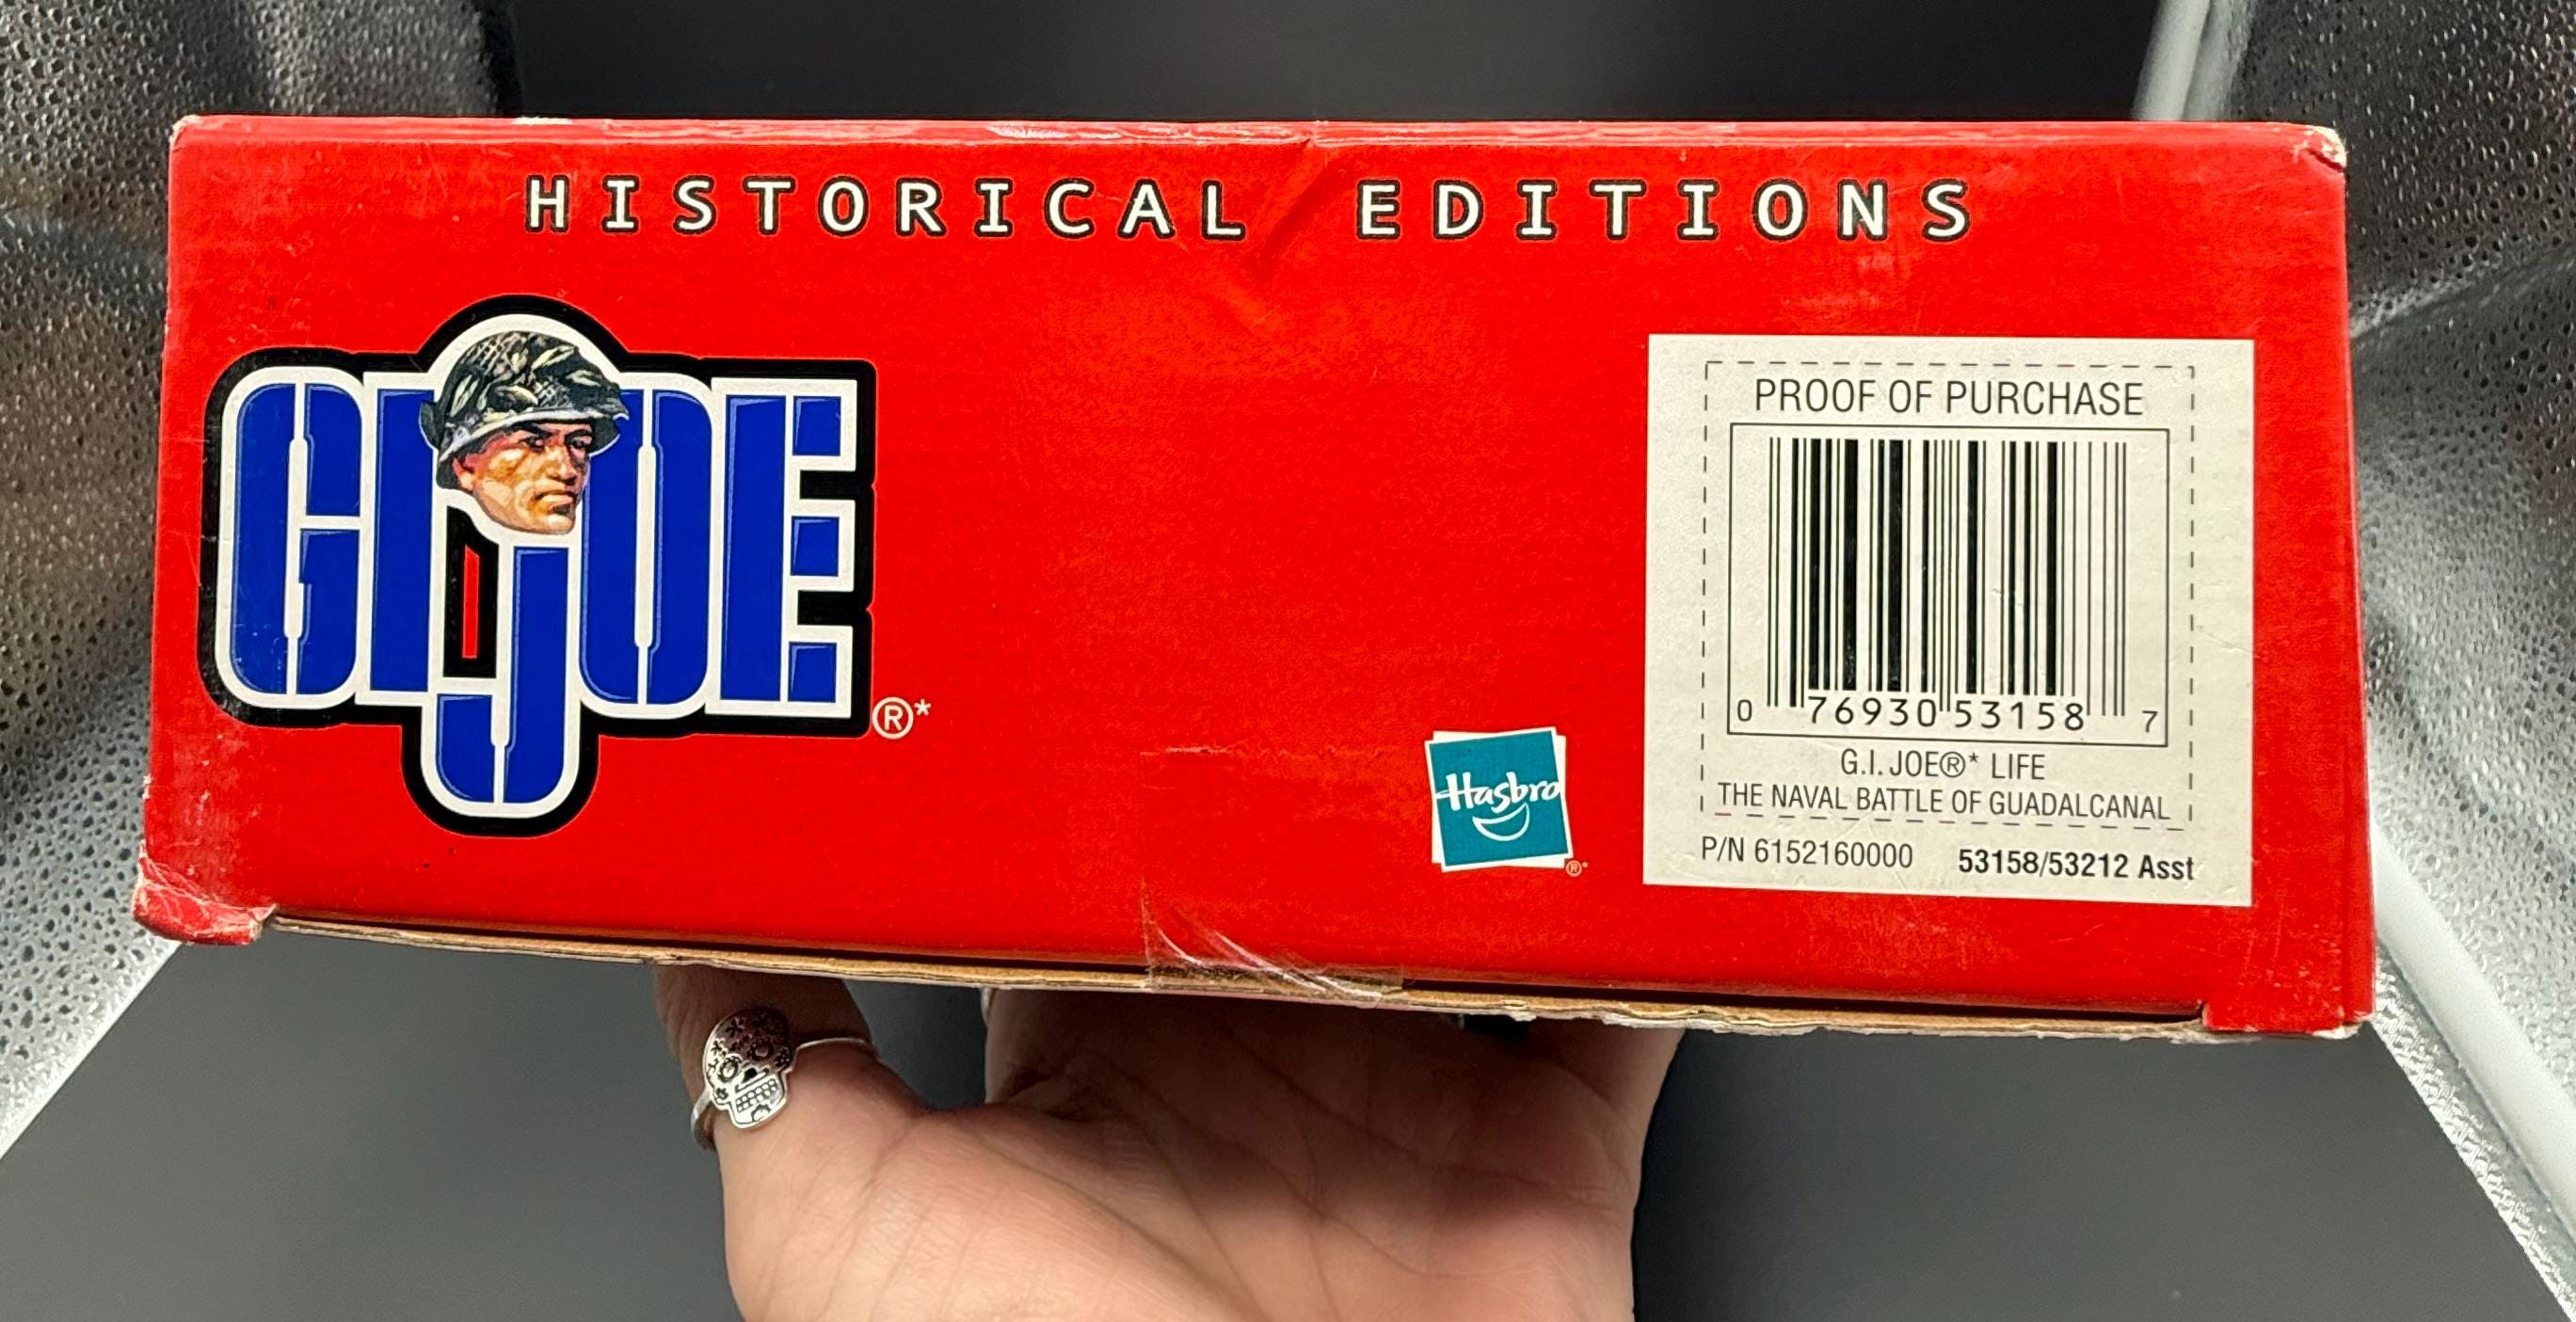 HISTORICAL EDITIONS
GI JOE
®*
PROOF OF PURCHASE
0 76930 53158 7
G.I. JOE®* LIFE
THE NAVAL BATTLE OF GUADALCANAL
P/N 6152160000 53158/53212 Asst
Hasbro
®*